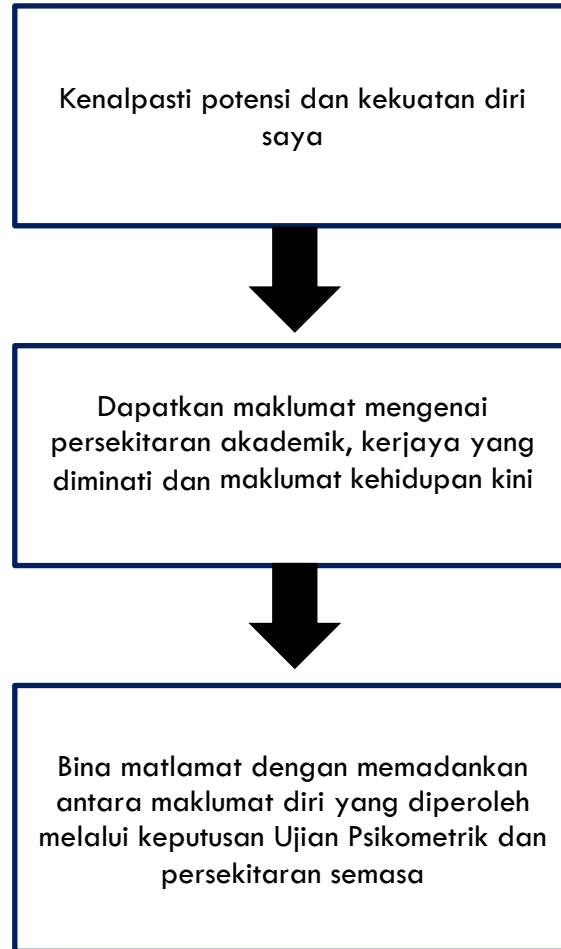 Kenalpasti potensi dan kekuatan diri
saya
Dapatkan maklumat mengenai
persekitaran akademik, kerjaya yang
diminati dan maklumat kehidupan kini
Bina matlamat dengan memadankan
antara maklumat diri yang diperoleh
melalui keputusan Ujian Psikometrik dan
persekitaran semasa